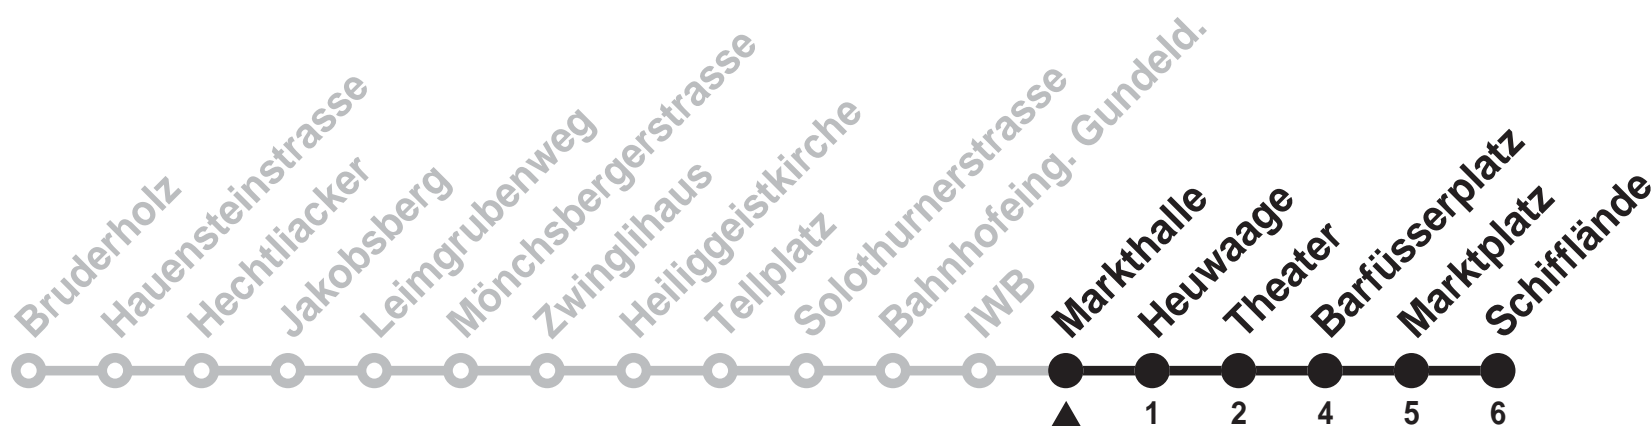 Bruderholz
Hauensteinstrasse
Hechtliacker
Jakobsberg
Leimgrubenweg
Mönchsbergerstrasse
Zwinglihaus
Heiliggeistkirche
Tellplatz
Solothurnerstrasse
Bahnhofeing. Gundeld.
IWB
Markthalle
Heuwaage
Theater
Barfüsserplatz
Marktplatz
Schifflände
1
2
4
5
6